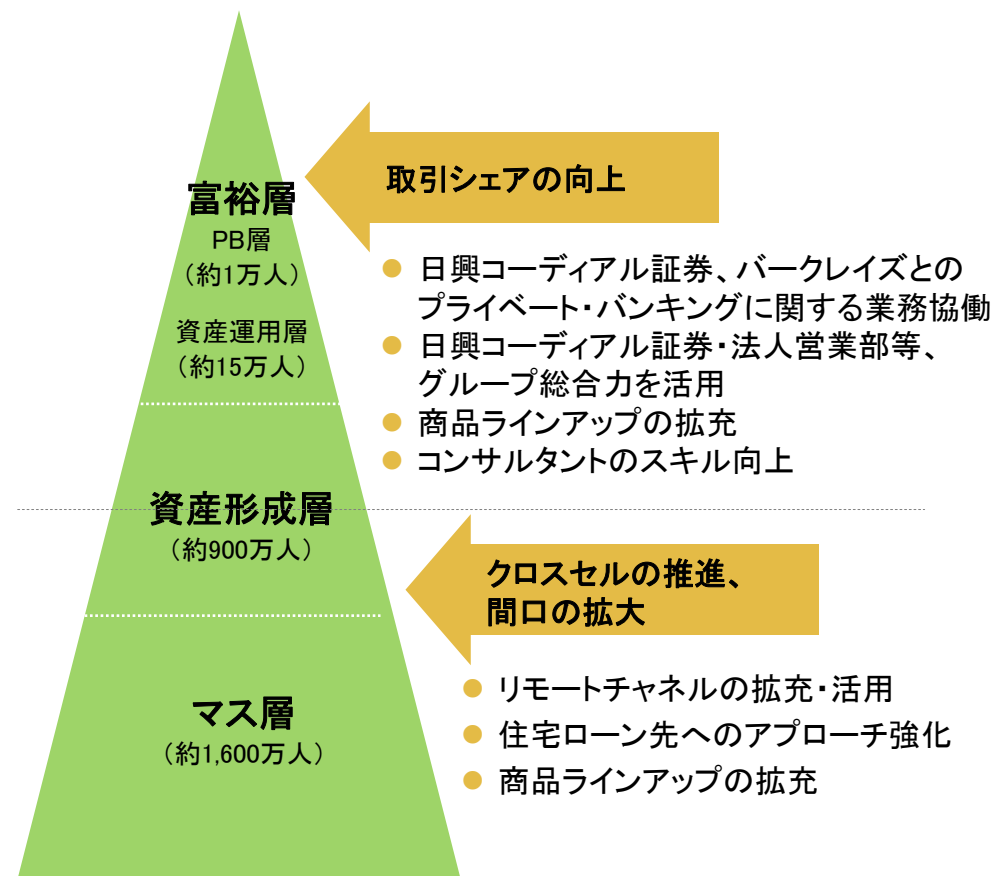 富裕層
PB層
（約1万人）
資産運用層
（約15万人）
資産形成層
（約900万人）
マス層
（約1,600万人）
取引シェアの向上
● 日興コーディアル証券、バークレイズとの
プライベート・バンキングに関する業務協働
● 日興コーディアル証券・法人営業部等、
グループ総合力を活用
● 商品ラインアップの拡充
● コンサルタントのスキル向上
クロスセルの推進、
間口の拡大
● リモートチャネルの拡充・活用
● 住宅ローン先へのアプローチ強化
● 商品ラインアップの拡充